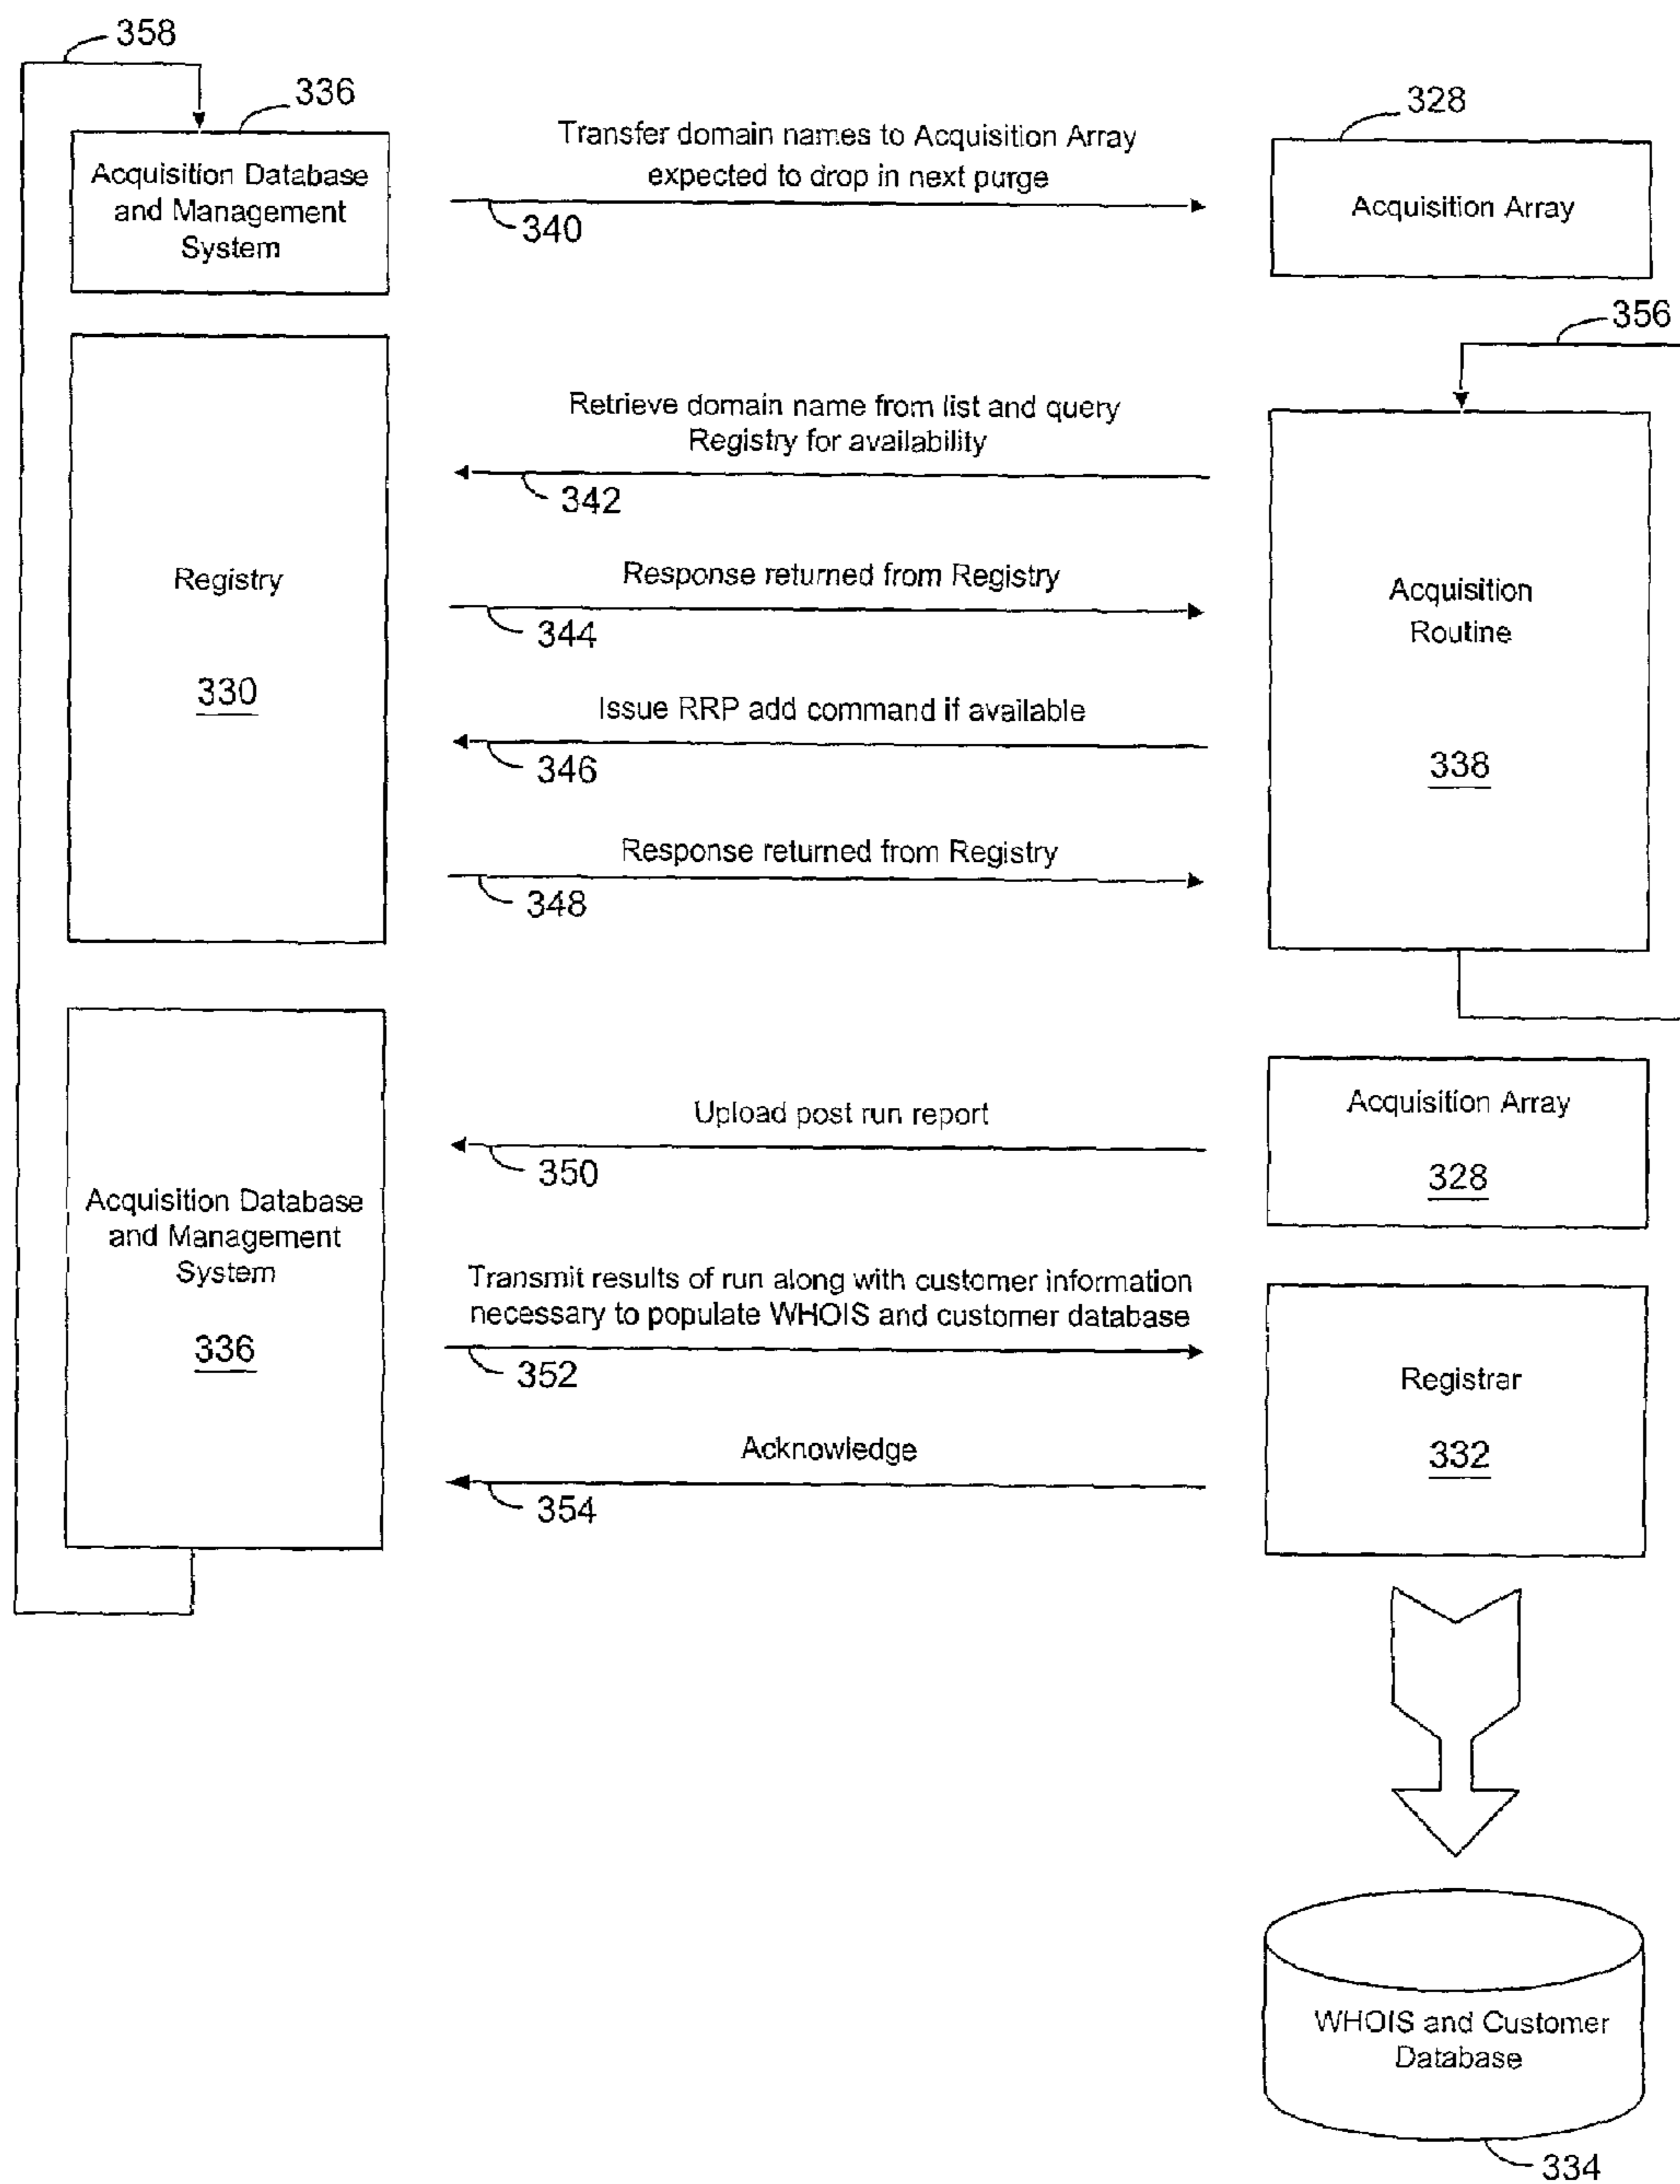 358
336
328
Acquisition Database
and Management
System
Transfer domain names to Acquisition Array
expected to drop in next purge
340
Acquisition Array
356
Retrieve domain name from list and query
Registry for availability
342
Registry
330
Response returned from Registry
344
Acquisition
Routine
338
Issue RRP add command if available
346
Response returned from Registry
348
Acquisition Array
328
Upload post run report
350
Acquisition Database
and Management
System
336
Transmit results of run along with customer information
necessary to populate WHOIS and customer database
352
Registrar
332
Acknowledge
354
WHOIS and Customer
Database
334